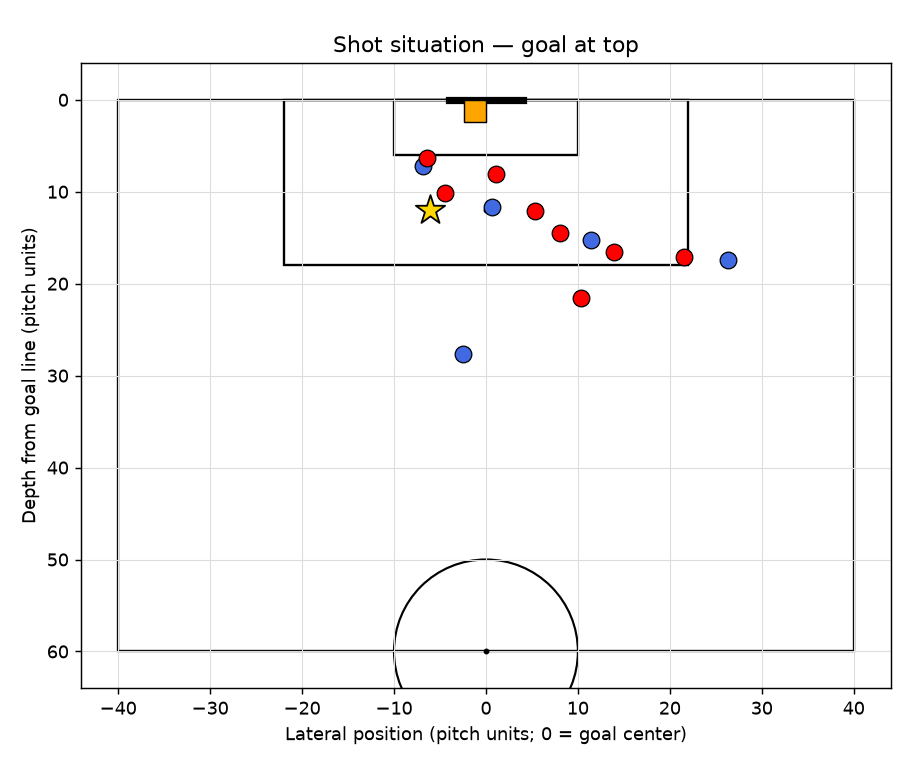 Shot situation — goal at top
Depth from goal line (pitch units)
0
10
20
30
40
50
60
−40 −30 −20 −10 0 10 20 30 40
Lateral position (pitch units; 0 = goal center)